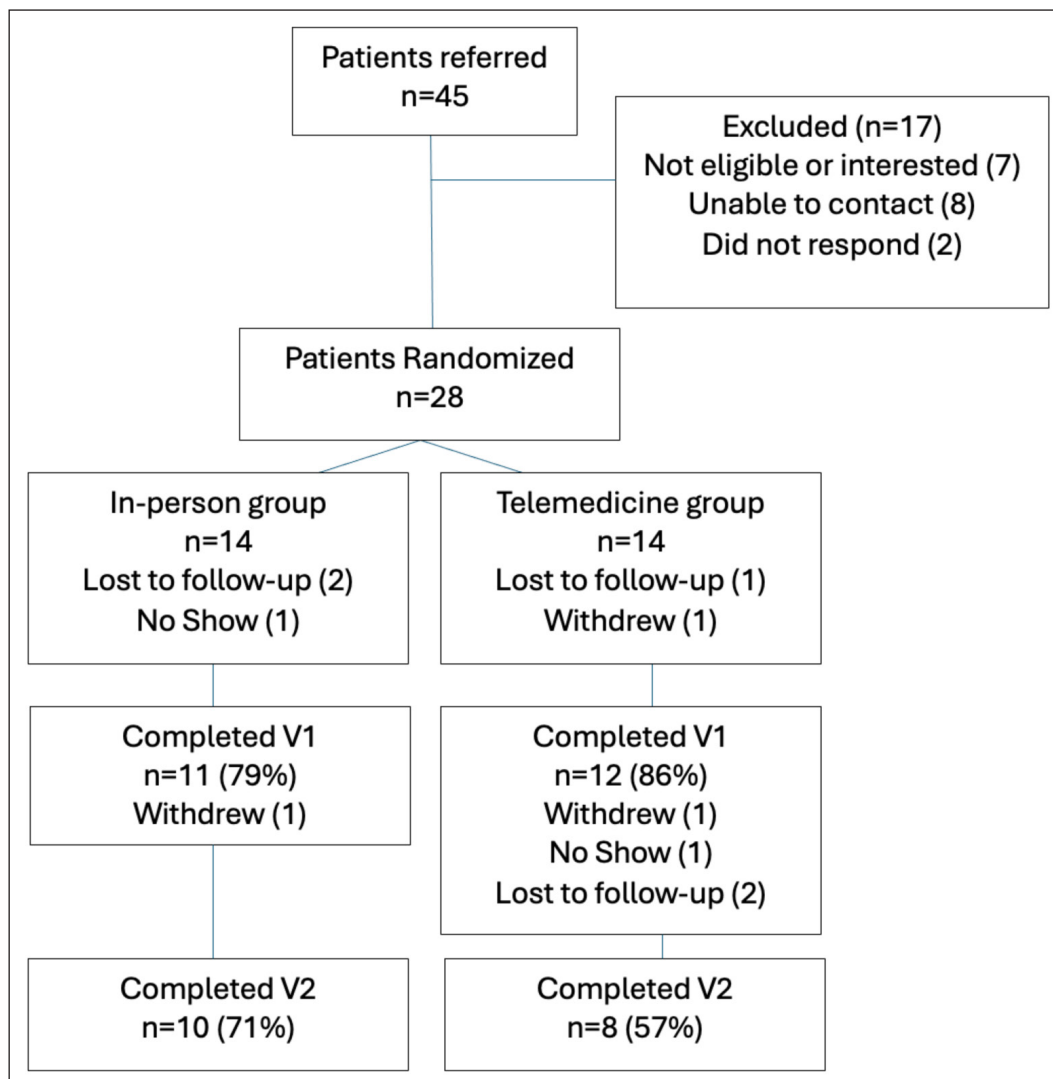 Patients referred
n=45
Excluded (n=17)
Not eligible or interested (7)
Unable to contact (8)
Did not respond (2)
Patients Randomized
n=28
In-person group
n=14
Lost to follow-up (2)
No Show (1)
Telemedicine group
n=14
Lost to follow-up (1)
Withdrew (1)
Completed V1
n=11 (79%)
Withdrew (1)
Completed V1
n=12 (86%)
Withdrew (1)
No Show (1)
Lost to follow-up (2)
Completed V2
n=10 (71%)
Completed V2
n=8 (57%)